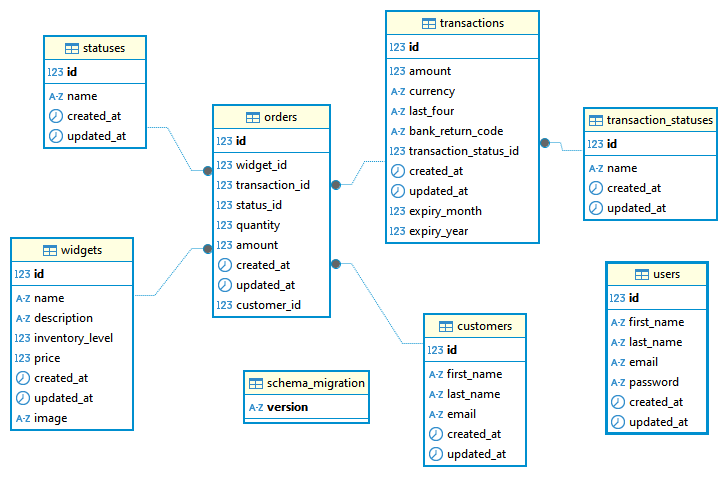 statuses
123 id
A-Z name
created_at
updated_at
orders
123 id
123 widget_id
123 transaction_id
123 status_id
123 quantity
123 amount
created_at
updated_at
123 customer_id
transactions
123 id
123 amount
A-Z currency
A-Z last_four
A-Z bank_return_code
123 transaction_status_id
created_at
updated_at
123 expiry_month
123 expiry_year
transaction_statuses
123 id
A-Z name
created_at
updated_at
widgets
123 id
A-Z name
A-Z description
123 inventory_level
123 price
created_at
updated_at
A-Z image
schema_migration
A-Z version
customers
123 id
A-Z first_name
A-Z last_name
A-Z email
created_at
updated_at
users
123 id
A-Z first_name
A-Z last_name
A-Z email
A-Z password
created_at
updated_at